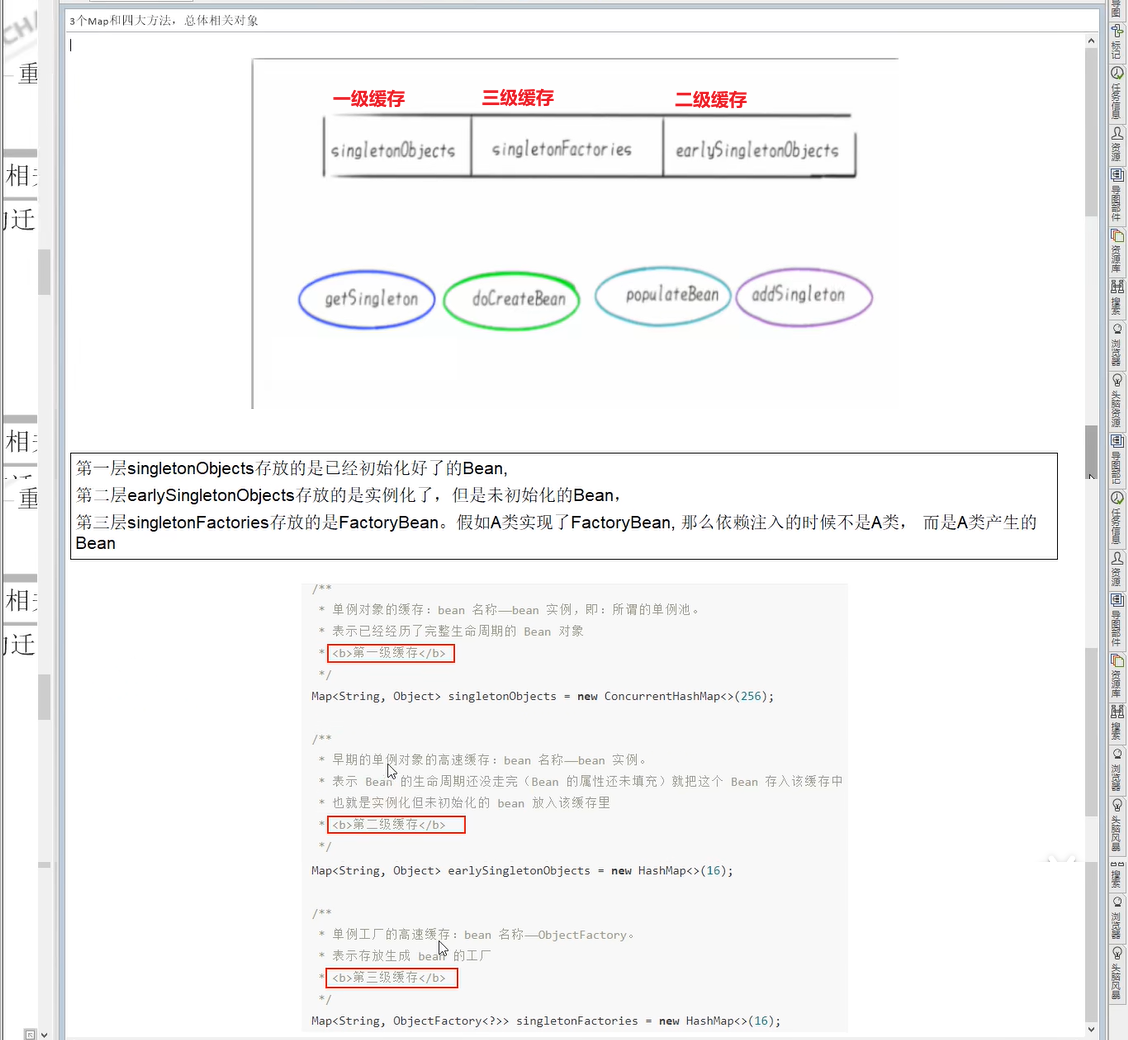 3个Map和四大方法，总体相关对象
一级缓存 三级缓存 二级缓存
singletonObjects singletonFactories earlySingletonObjects
getSingleton doCreateBean populateBean addSingleton
第一层singletonObjects存放的是已经初始化好了的Bean,
第二层earlySingletonObjects存放的是实例化了，但是未初始化的Bean，
第三层singletonFactories存放的是FactoryBean。假如A类实现了FactoryBean, 那么依赖注入的时候不是A类， 而是A类产生的
Bean
/**
* 单例对象的缓存：bean 名称——bean 实例，即：所谓的单例池。
* 表示已经经历了完整生命周期的 Bean 对象
* <b>第一级缓存</b>
*/
Map<String, Object> singletonObjects = new ConcurrentHashMap<>(256);
/**
* 早期的单例对象的高速缓存：bean 名称——bean 实例。
* 表示 Bean 的生命周期还没走完（Bean 的属性还未填充）就把这个 Bean 存入该缓存中
* 也就是实例化但未初始化的 bean 放入该缓存里
* <b>第二级缓存</b>
*/
Map<String, Object> earlySingletonObjects = new HashMap<>(16);
/**
* 单例工厂的高速缓存：bean 名称——ObjectFactory。
* 表示存放生成 bean 的工厂
* <b>第三级缓存</b>
*/
Map<String, ObjectFactory<?>> singletonFactories = new HashMap<>(16);
重
相
迁
相
重
相
迁
导图
标记
任务信息
资源
导图部件
资源库
搜索
浏览器
头脑资源
任务信息
资源
导图部件
资源库
搜索
浏览器
头脑风暴
搜索
浏览器
头脑风暴